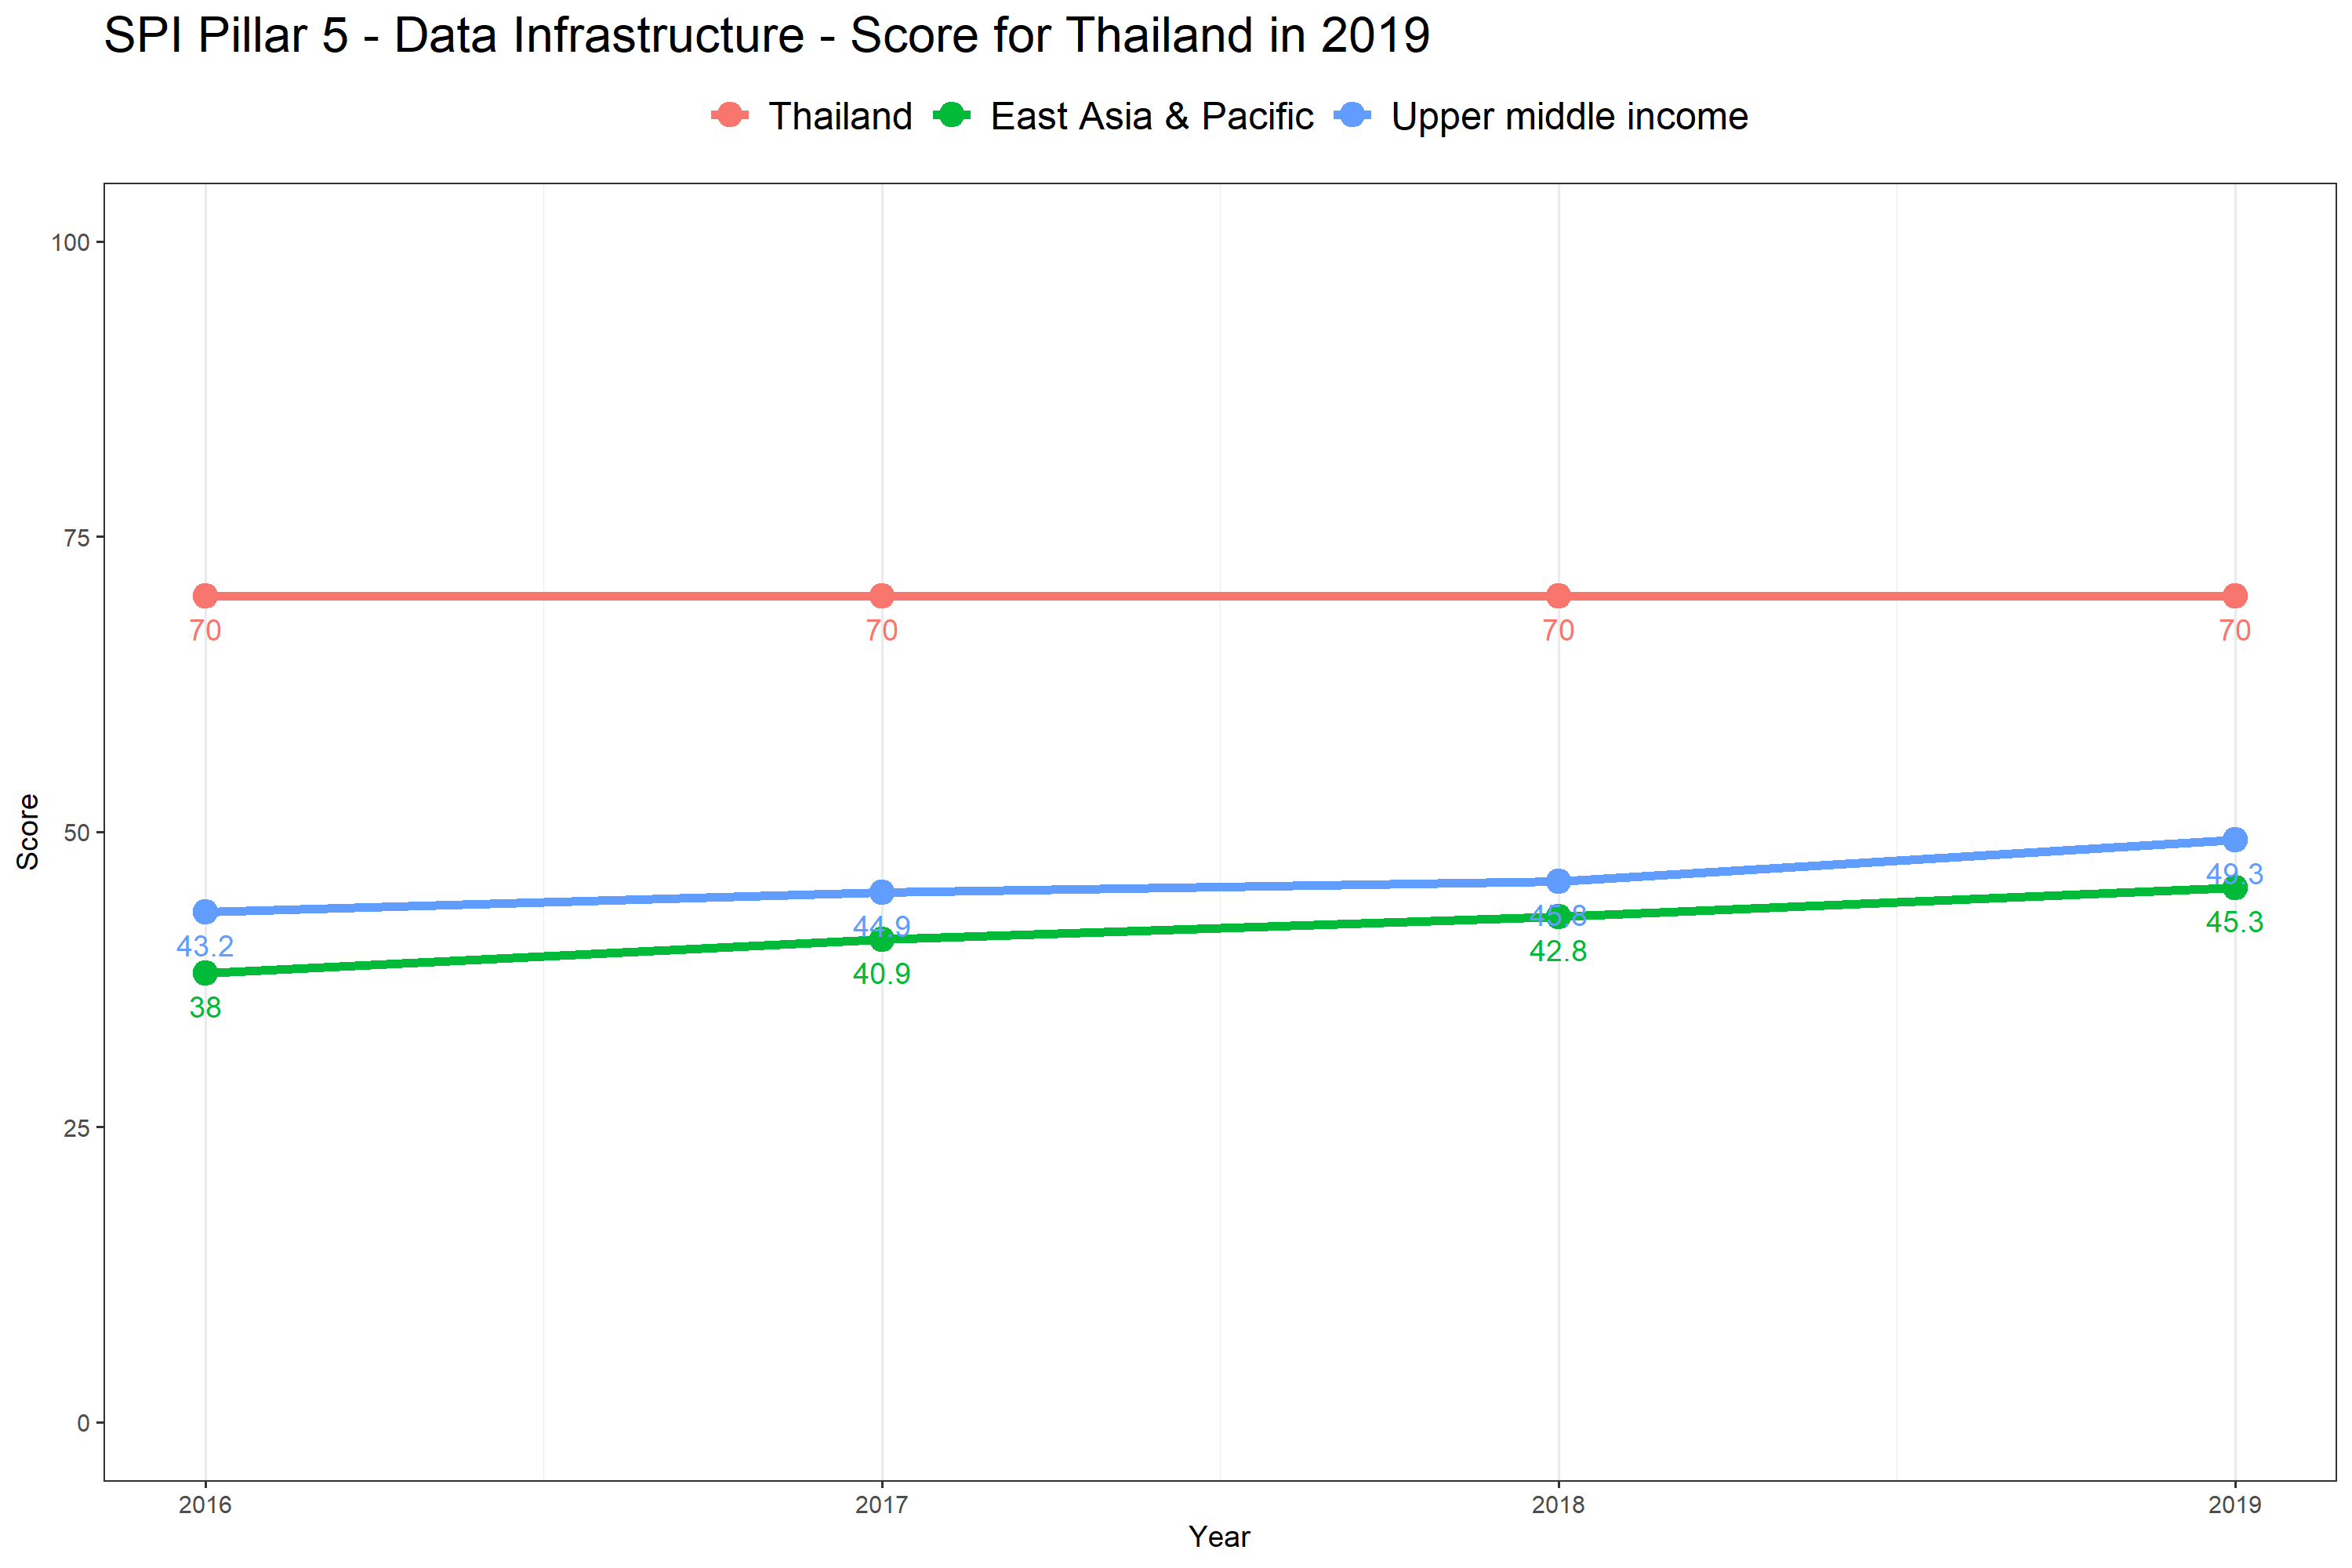 SPI Pillar 5 - Data Infrastructure - Score for Thailand in 2019
Thailand East Asia & Pacific Upper middle income
100
75
70 70 70 70
Score
50
49.3
44.9 45.8
43.2 45.3
40.9 42.8
38
25
0
2016 2017 2018 2019
Year